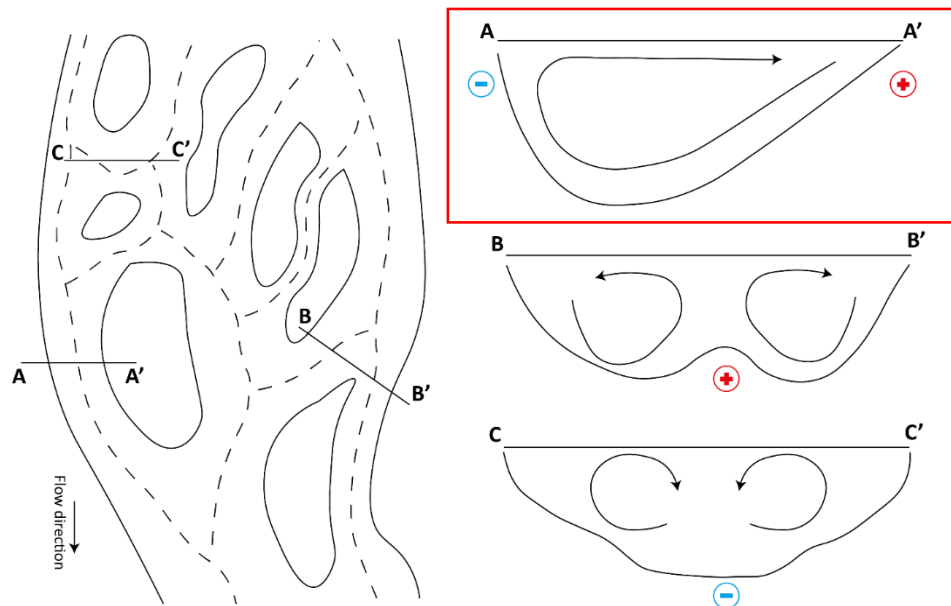 A A’
− +
B B’
+
C C’
−
C C’
B
A A’
B’
Flow direction